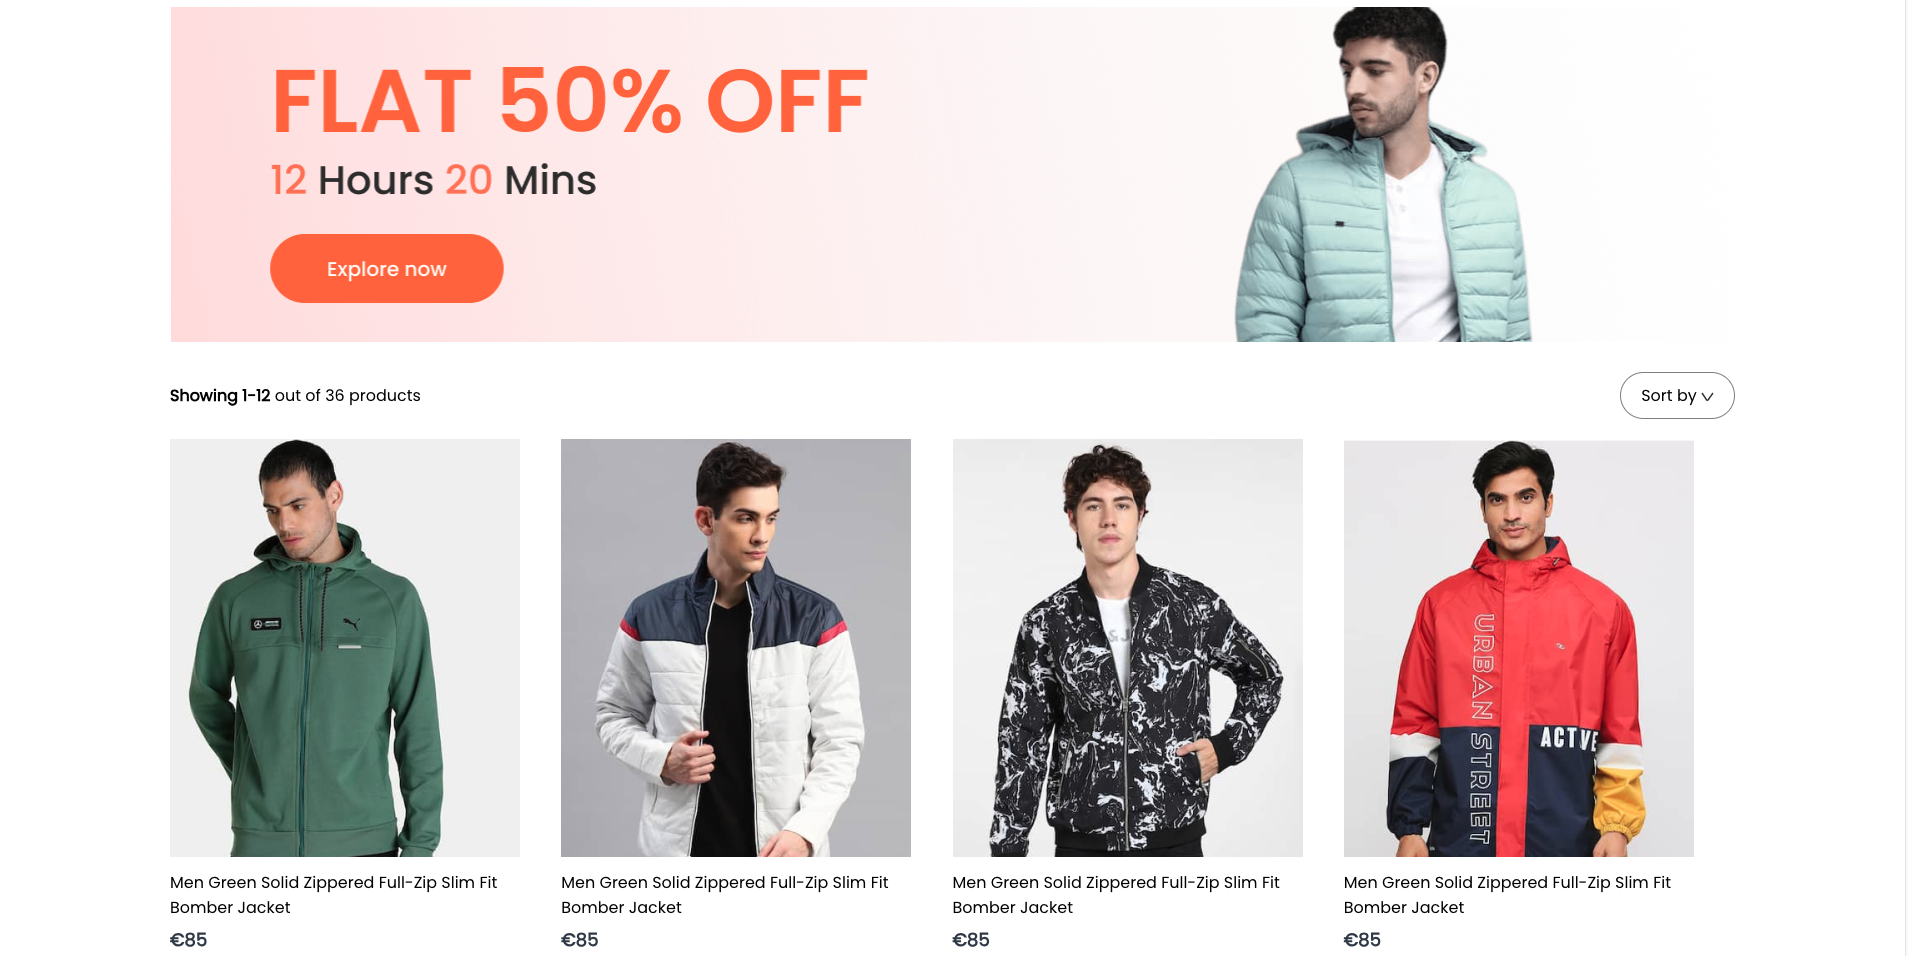 FLAT 50% OFF
12 Hours 20 Mins
Explore now
Showing 1-12 out of 36 products
Sort by
&J
URBAN STREET
ACTIVE
Men Green Solid Zippered Full-Zip Slim Fit
Bomber Jacket
€85
Men Green Solid Zippered Full-Zip Slim Fit
Bomber Jacket
€85
Men Green Solid Zippered Full-Zip Slim Fit
Bomber Jacket
€85
Men Green Solid Zippered Full-Zip Slim Fit
Bomber Jacket
€85